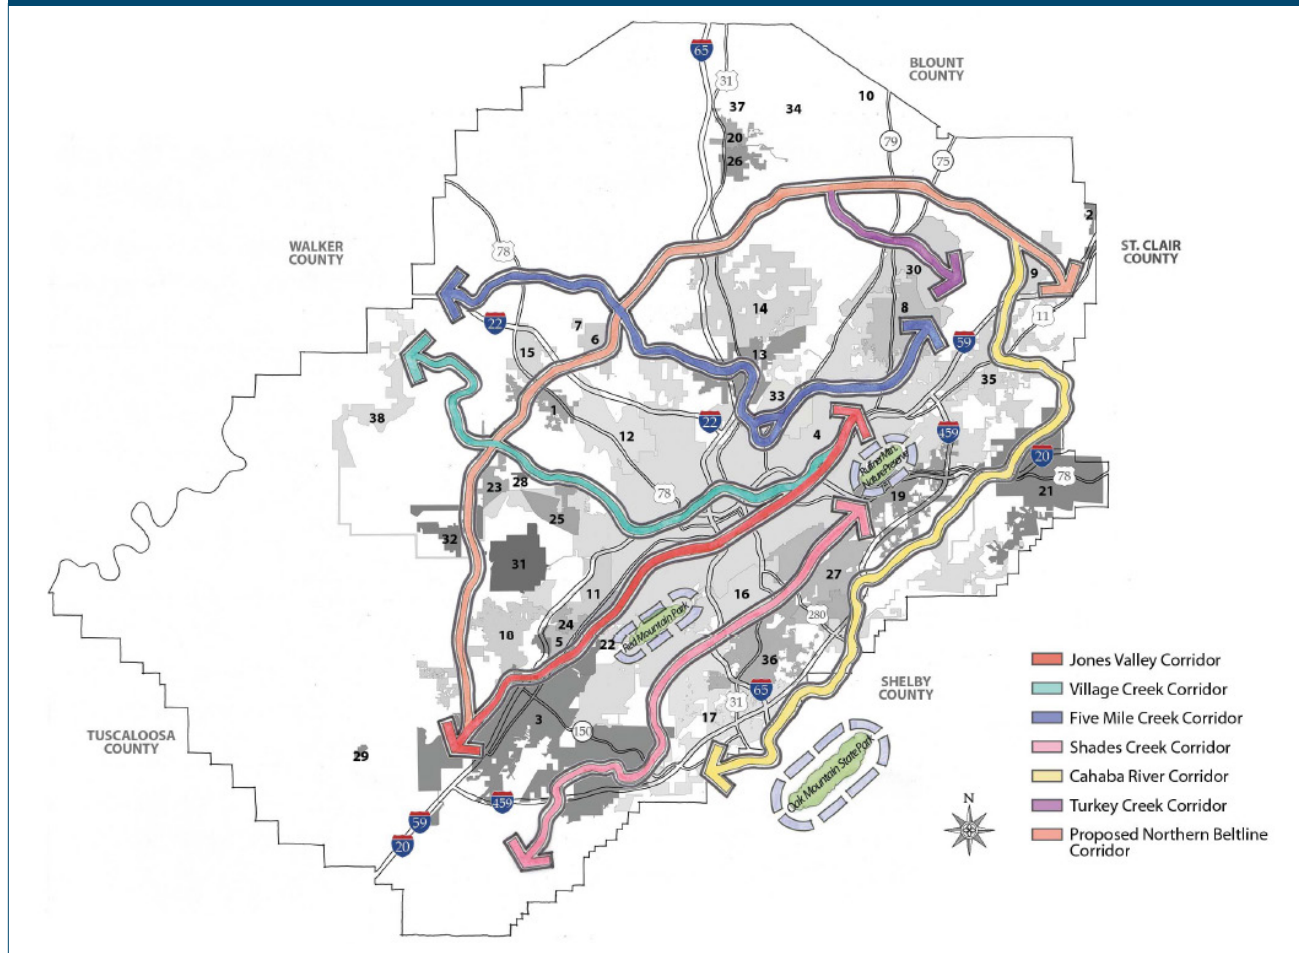 65
BLOUNT
COUNTY
31
10
37
34
20
79
26
75
2
WALKER
COUNTY
78
ST. CLAIR
COUNTY
30
9
14
8
11
22
7
6
59
15
13
35
33
1
38
22
4
12
459
20
Ruffner Mtn.
Nature Preserve
78
23
28
78
19
21
25
32
31
27
11
16
280
24
Red Mountain Park
18
5
22
36
Jones Valley Corridor
SHELBY
COUNTY
65
Village Creek Corridor
31
17
3
Five Mile Creek Corridor
150
TUSCALOOSA
COUNTY
Shades Creek Corridor
29
Oak Mountain State Park
Cahaba River Corridor
459
Turkey Creek Corridor
N
59
Proposed Northern Beltline
Corridor
20